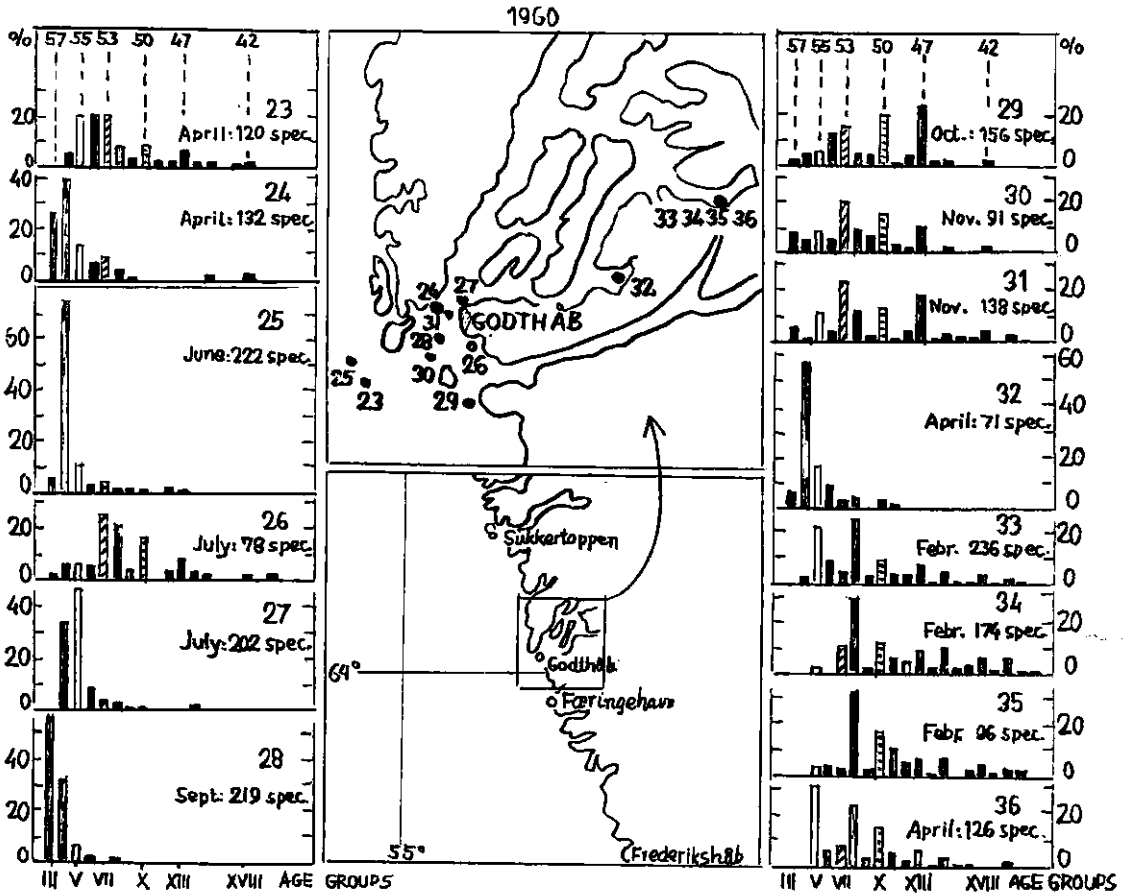 1960
% 57 55 53 50 47 42
20
0
23
April: 120 spec.
40
20
0
24
April: 132 spec.
50
40
20
0
25
June: 222 spec.
20
0
26
July: 78 spec.
40
20
0
27
July: 202 spec.
40
20
0
28
Sept.: 219 spec.
III V VII X XIII XVIII AGE GROUPS
33 34 35 36
32
27
24
31
GODTHÅB
28
26
30
25
23
29
Sukkertoppen
64°
Godthåb
Færingehavn
55°
(Frederikshåb
57 55 53 50 47 42 %
20
0
29
Oct.: 156 spec.
20
0
30
Nov. 91 spec.
20
0
31
Nov. 138 spec.
60
40
20
0
32
April: 71 spec.
20
0
33
Febr. 236 spec.
20
0
34
Febr. 174 spec.
20
0
35
Febr. 96 spec.
20
0
36
April: 126 spec.
III V VII X XIII XVIII AGE GROUPS